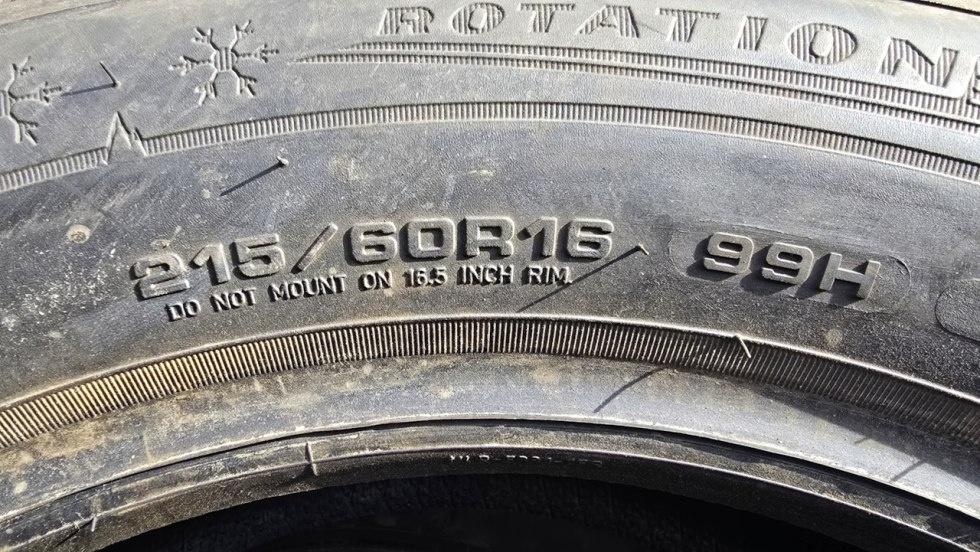 ROTATION
215/60R16 99H
DO NOT MOUNT ON 16.5 INCH RIM.